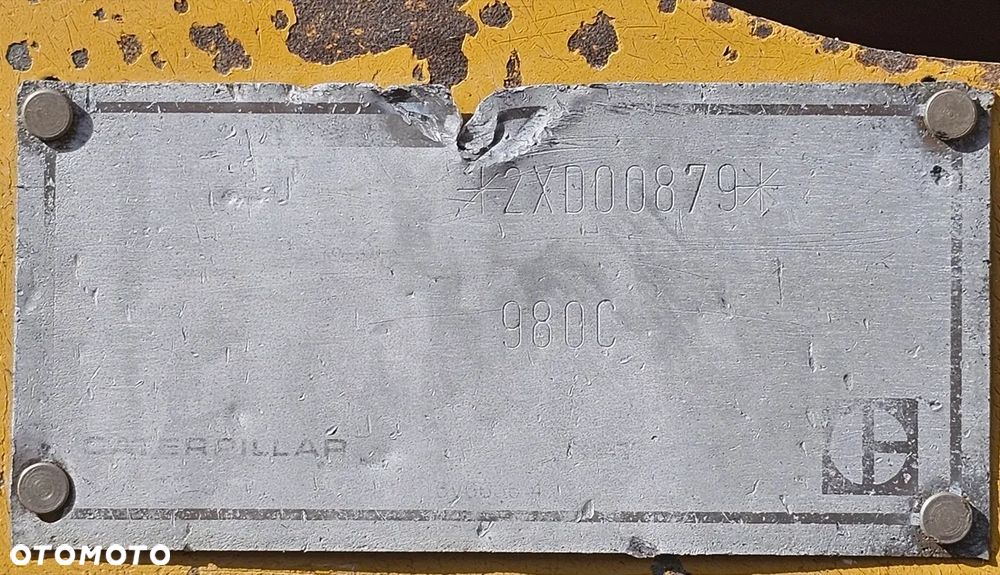 *2XD00879*
980C
CATERPILLAR
OTOMOTO